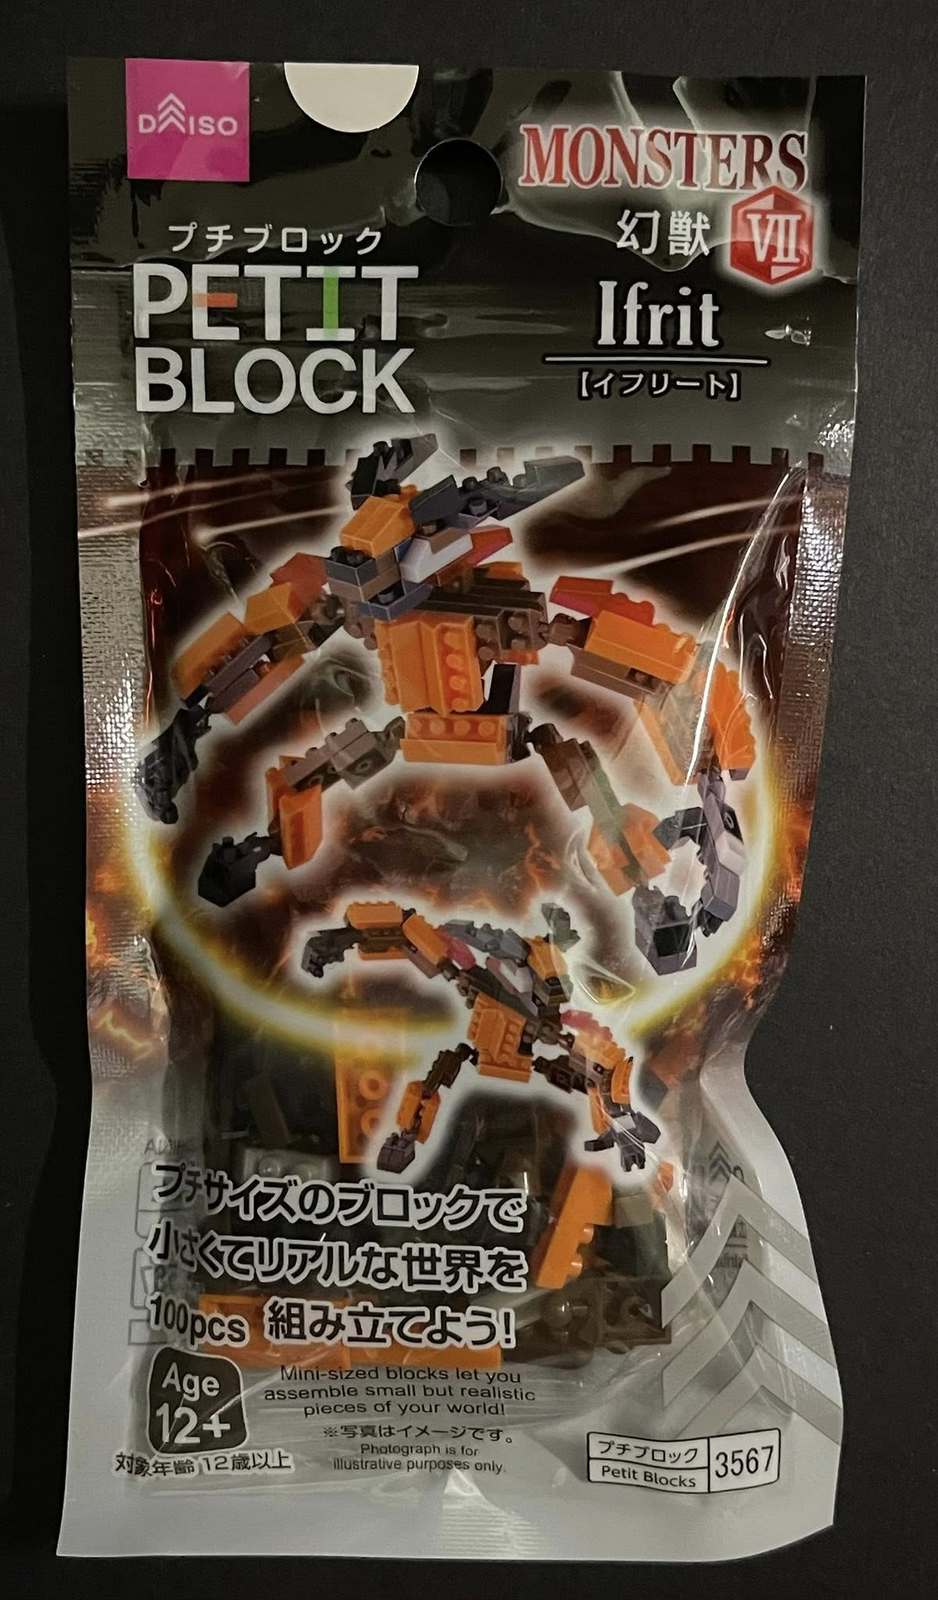 DAISO
MONSTERS
幻獣 VII
Ifrit
【イフリート】
プチブロック
PETIT
BLOCK
プチサイズのブロックで
小さくてリアルな世界を
100pcs 組み立てよう!
Age
12+
対象年齢 12歳以上
Mini-sized blocks let you
assemble small but realistic
pieces of your world!
※写真はイメージです。
Photograph is for
illustrative purposes only.
プチブロック
Petit Blocks
3567